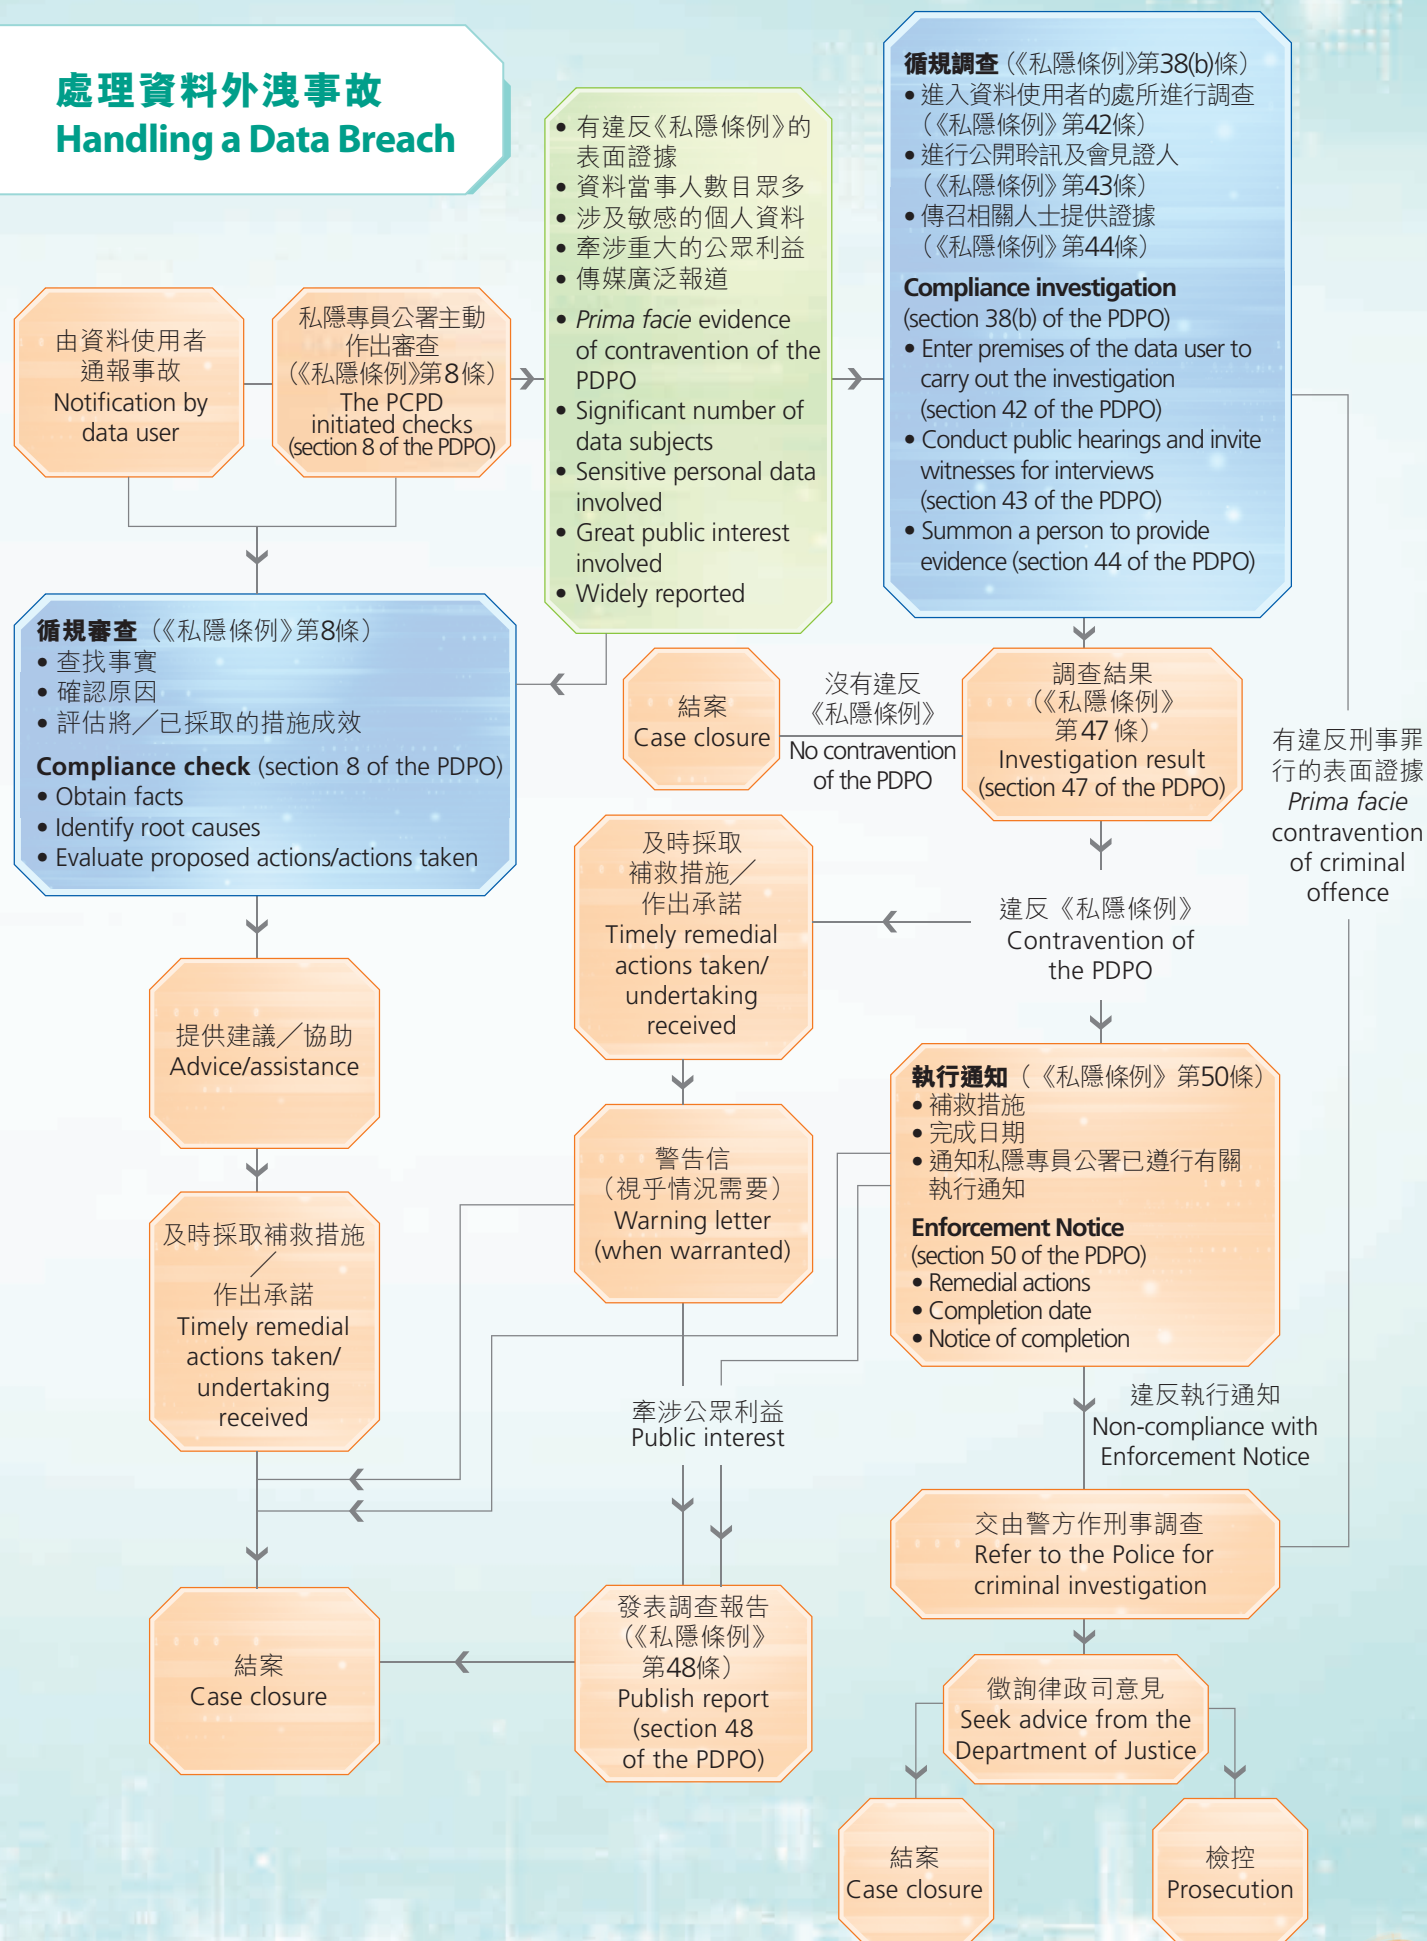 處理資料外洩事故
Handling a Data Breach
由資料使用者
通報事故
Notification by
data user
私隱專員公署主動
作出審查
(《私隱條例》第8條)
The PCPD
initiated checks
(section 8 of the PDPO)
• 有違反《私隱條例》的
表面證據
• 資料當事人數目眾多
• 涉及敏感的個人資料
• 牽涉重大的公眾利益
• 傳媒廣泛報道
• Prima facie evidence
of contravention of the
PDPO
• Significant number of
data subjects
• Sensitive personal data
involved
• Great public interest
involved
• Widely reported
循規調查(《私隱條例》第38(b)條)
• 進入資料使用者的處所進行調查
(《私隱條例》第42條)
• 進行公開聆訊及會見證人
(《私隱條例》第43條)
• 傳召相關人士提供證據
(《私隱條例》第44條)
Compliance investigation
(section 38(b) of the PDPO)
• Enter premises of the data user to
carry out the investigation
(section 42 of the PDPO)
• Conduct public hearings and invite
witnesses for interviews
(section 43 of the PDPO)
• Summon a person to provide
evidence (section 44 of the PDPO)
循規審查(《私隱條例》第8條)
• 查找事實
• 確認原因
• 評估將／已採取的措施成效
Compliance check (section 8 of the PDPO)
• Obtain facts
• Identify root causes
• Evaluate proposed actions/actions taken
結案
Case closure
沒有違反
《私隱條例》
No contravention
of the PDPO
調查結果
(《私隱條例》
第47條)
Investigation result
(section 47 of the PDPO)
有違反刑事罪
行的表面證據
Prima facie
contravention
of criminal
offence
及時採取
補救措施／
作出承諾
Timely remedial
actions taken/
undertaking
received
違反《私隱條例》
Contravention of
the PDPO
提供建議／協助
Advice/assistance
警告信
(視乎情況需要)
Warning letter
(when warranted)
執行通知(《私隱條例》第50條)
• 補救措施
• 完成日期
• 通知私隱專員公署已遵行有關
執行通知
Enforcement Notice
(section 50 of the PDPO)
• Remedial actions
• Completion date
• Notice of completion
及時採取補救措施
／
作出承諾
Timely remedial
actions taken/
undertaking
received
牽涉公眾利益
Public interest
違反執行通知
Non-compliance with
Enforcement Notice
交由警方作刑事調查
Refer to the Police for
criminal investigation
結案
Case closure
發表調查報告
(《私隱條例》
第48條)
Publish report
(section 48
of the PDPO)
徵詢律政司意見
Seek advice from the
Department of Justice
結案
Case closure
檢控
Prosecution